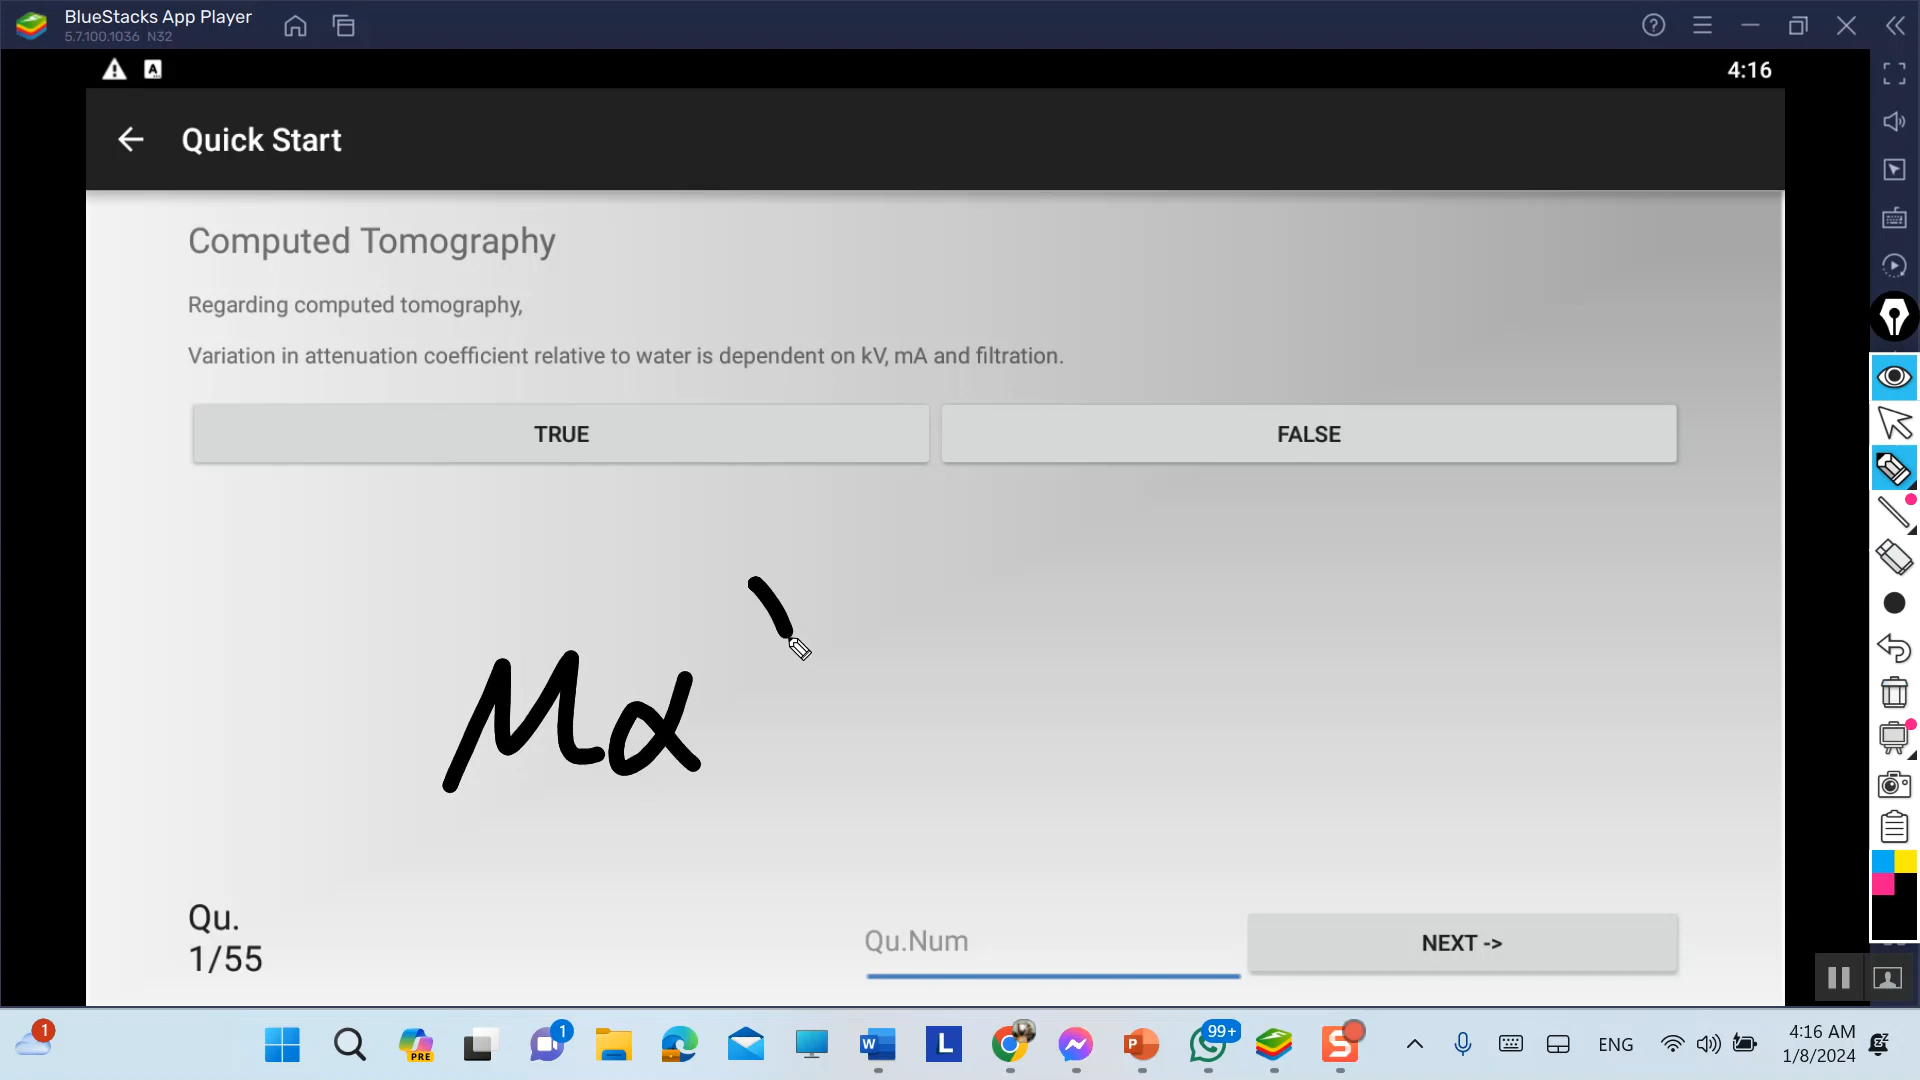 BlueStacks App Player
5.7.100.1036 N32
A
4:16
Quick Start
Computed Tomography
Regarding computed tomography,
Variation in attenuation coefficient relative to water is dependent on kV, mA and filtration.
TRUE
FALSE
μα
Qu.
1/55
Qu.Num
NEXT ->
1
PRE
1
W
L
P
99+
S
ENG
4:16 AM
1/8/2024